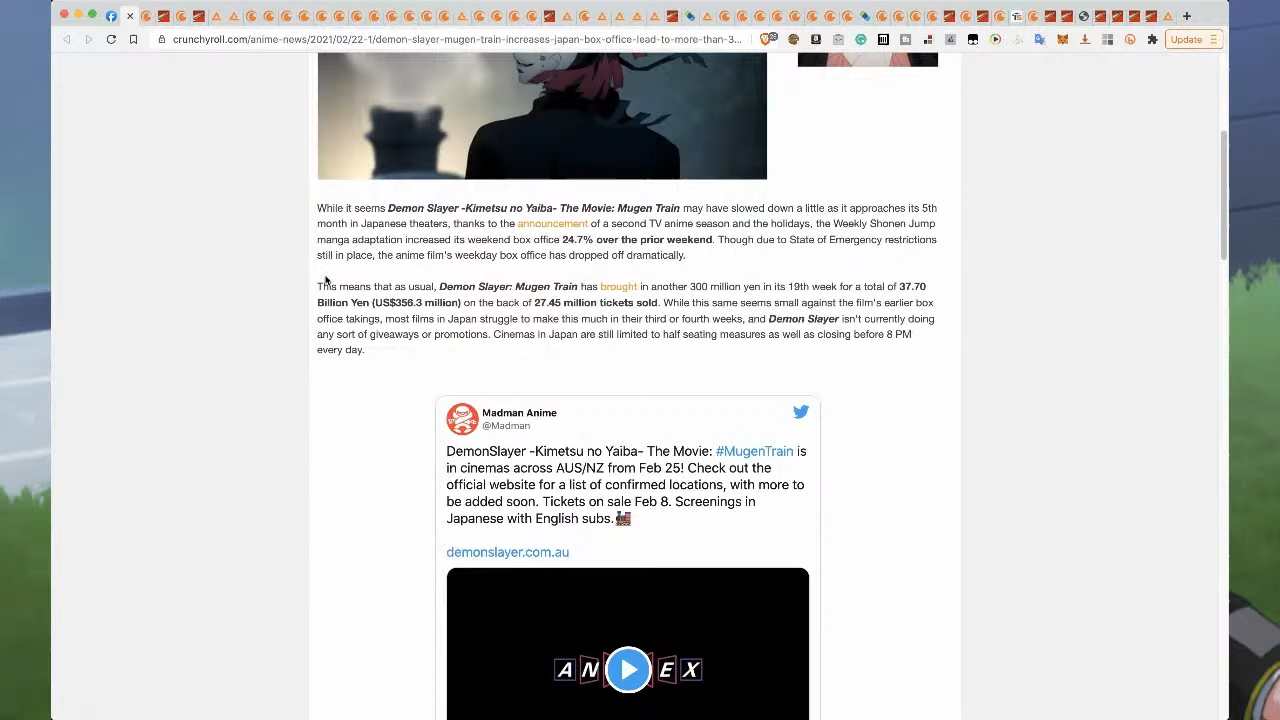 crunchyroll.com/anime-news/2021/02/22-1/demon-slayer-mugen-train-increases-japan-box-office-lead-to-more-than-3...
Update
While it seems Demon Slayer -Kimetsu no Yaiba- The Movie: Mugen Train may have slowed down a little as it approaches its 5th
month in Japanese theaters, thanks to the announcement of a second TV anime season and the holidays, the Weekly Shonen Jump
manga adaptation increased its weekend box office 24.7% over the prior weekend. Though due to State of Emergency restrictions
still in place, the anime film's weekday box office has dropped off dramatically.
This means that as usual, Demon Slayer: Mugen Train has brought in another 300 million yen in its 19th week for a total of 37.70
Billion Yen (US$356.3 million) on the back of 27.45 million tickets sold. While this same seems small against the film's earlier box
office takings, most films in Japan struggle to make this much in their third or fourth weeks, and Demon Slayer isn't currently doing
any sort of giveaways or promotions. Cinemas in Japan are still limited to half seating measures as well as closing before 8 PM
every day.
Madman Anime
@Madman
DemonSlayer -Kimetsu no Yaiba- The Movie: #MugenTrain is
in cinemas across AUS/NZ from Feb 25! Check out the
official website for a list of confirmed locations, with more to
be added soon. Tickets on sale Feb 8. Screenings in
Japanese with English subs.🚂
demonslayer.com.au
AN EX